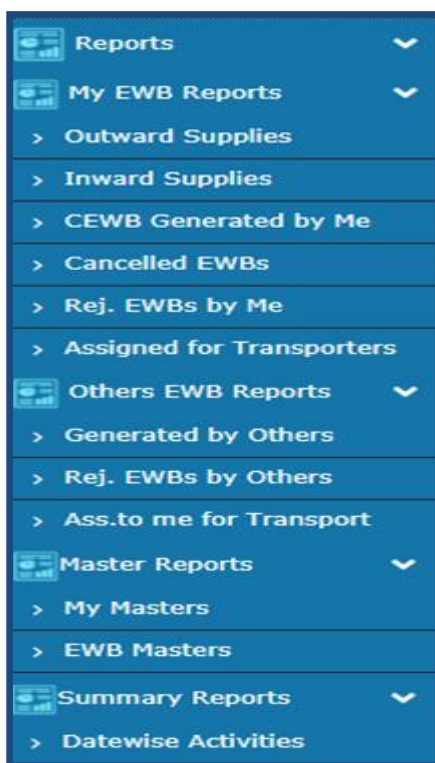 Reports
My EWB Reports
Outward Supplies
Inward Supplies
CEWB Generated by Me
Cancelled EWBs
Rej. EWBs by Me
Assigned for Transporters
Others EWB Reports
Generated by Others
Rej. EWBs by Others
Ass.to me for Transport
Master Reports
My Masters
EWB Masters
Summary Reports
Datewise Activities